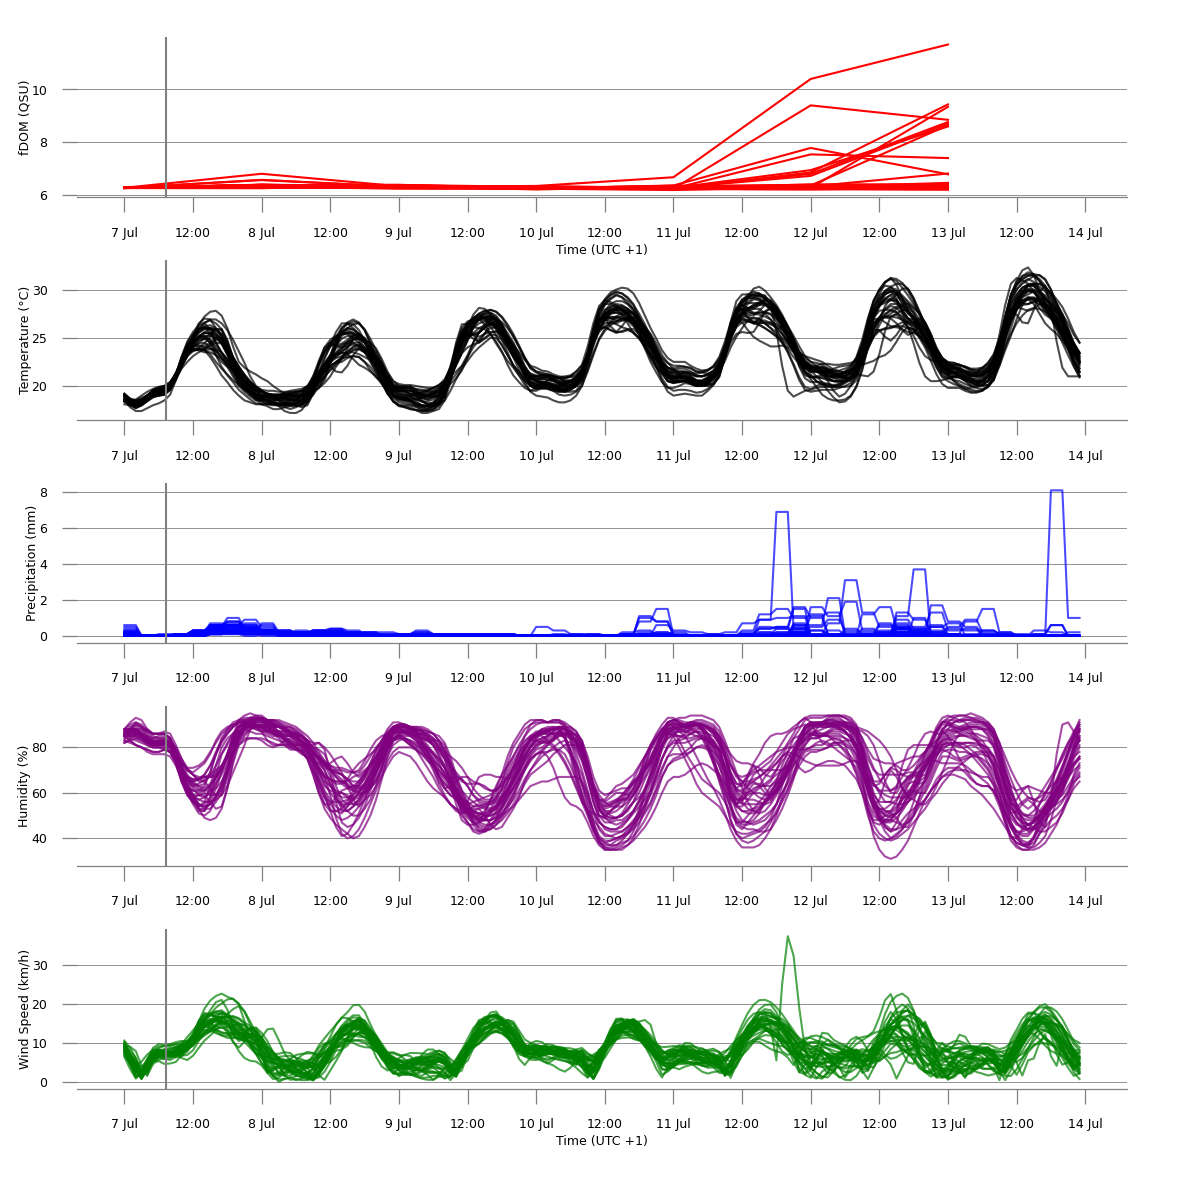 fDOM (QSU)
10
8
6
7 Jul 12:00 8 Jul 12:00 9 Jul 12:00 10 Jul 12:00 11 Jul 12:00 12 Jul 12:00 13 Jul 12:00 14 Jul
Time (UTC +1)
Temperature (°C)
30
25
20
7 Jul 12:00 8 Jul 12:00 9 Jul 12:00 10 Jul 12:00 11 Jul 12:00 12 Jul 12:00 13 Jul 12:00 14 Jul
Precipitation (mm)
8
6
4
2
0
7 Jul 12:00 8 Jul 12:00 9 Jul 12:00 10 Jul 12:00 11 Jul 12:00 12 Jul 12:00 13 Jul 12:00 14 Jul
Humidity (%)
80
60
40
7 Jul 12:00 8 Jul 12:00 9 Jul 12:00 10 Jul 12:00 11 Jul 12:00 12 Jul 12:00 13 Jul 12:00 14 Jul
Wind Speed (km/h)
30
20
10
0
7 Jul 12:00 8 Jul 12:00 9 Jul 12:00 10 Jul 12:00 11 Jul 12:00 12 Jul 12:00 13 Jul 12:00 14 Jul
Time (UTC +1)